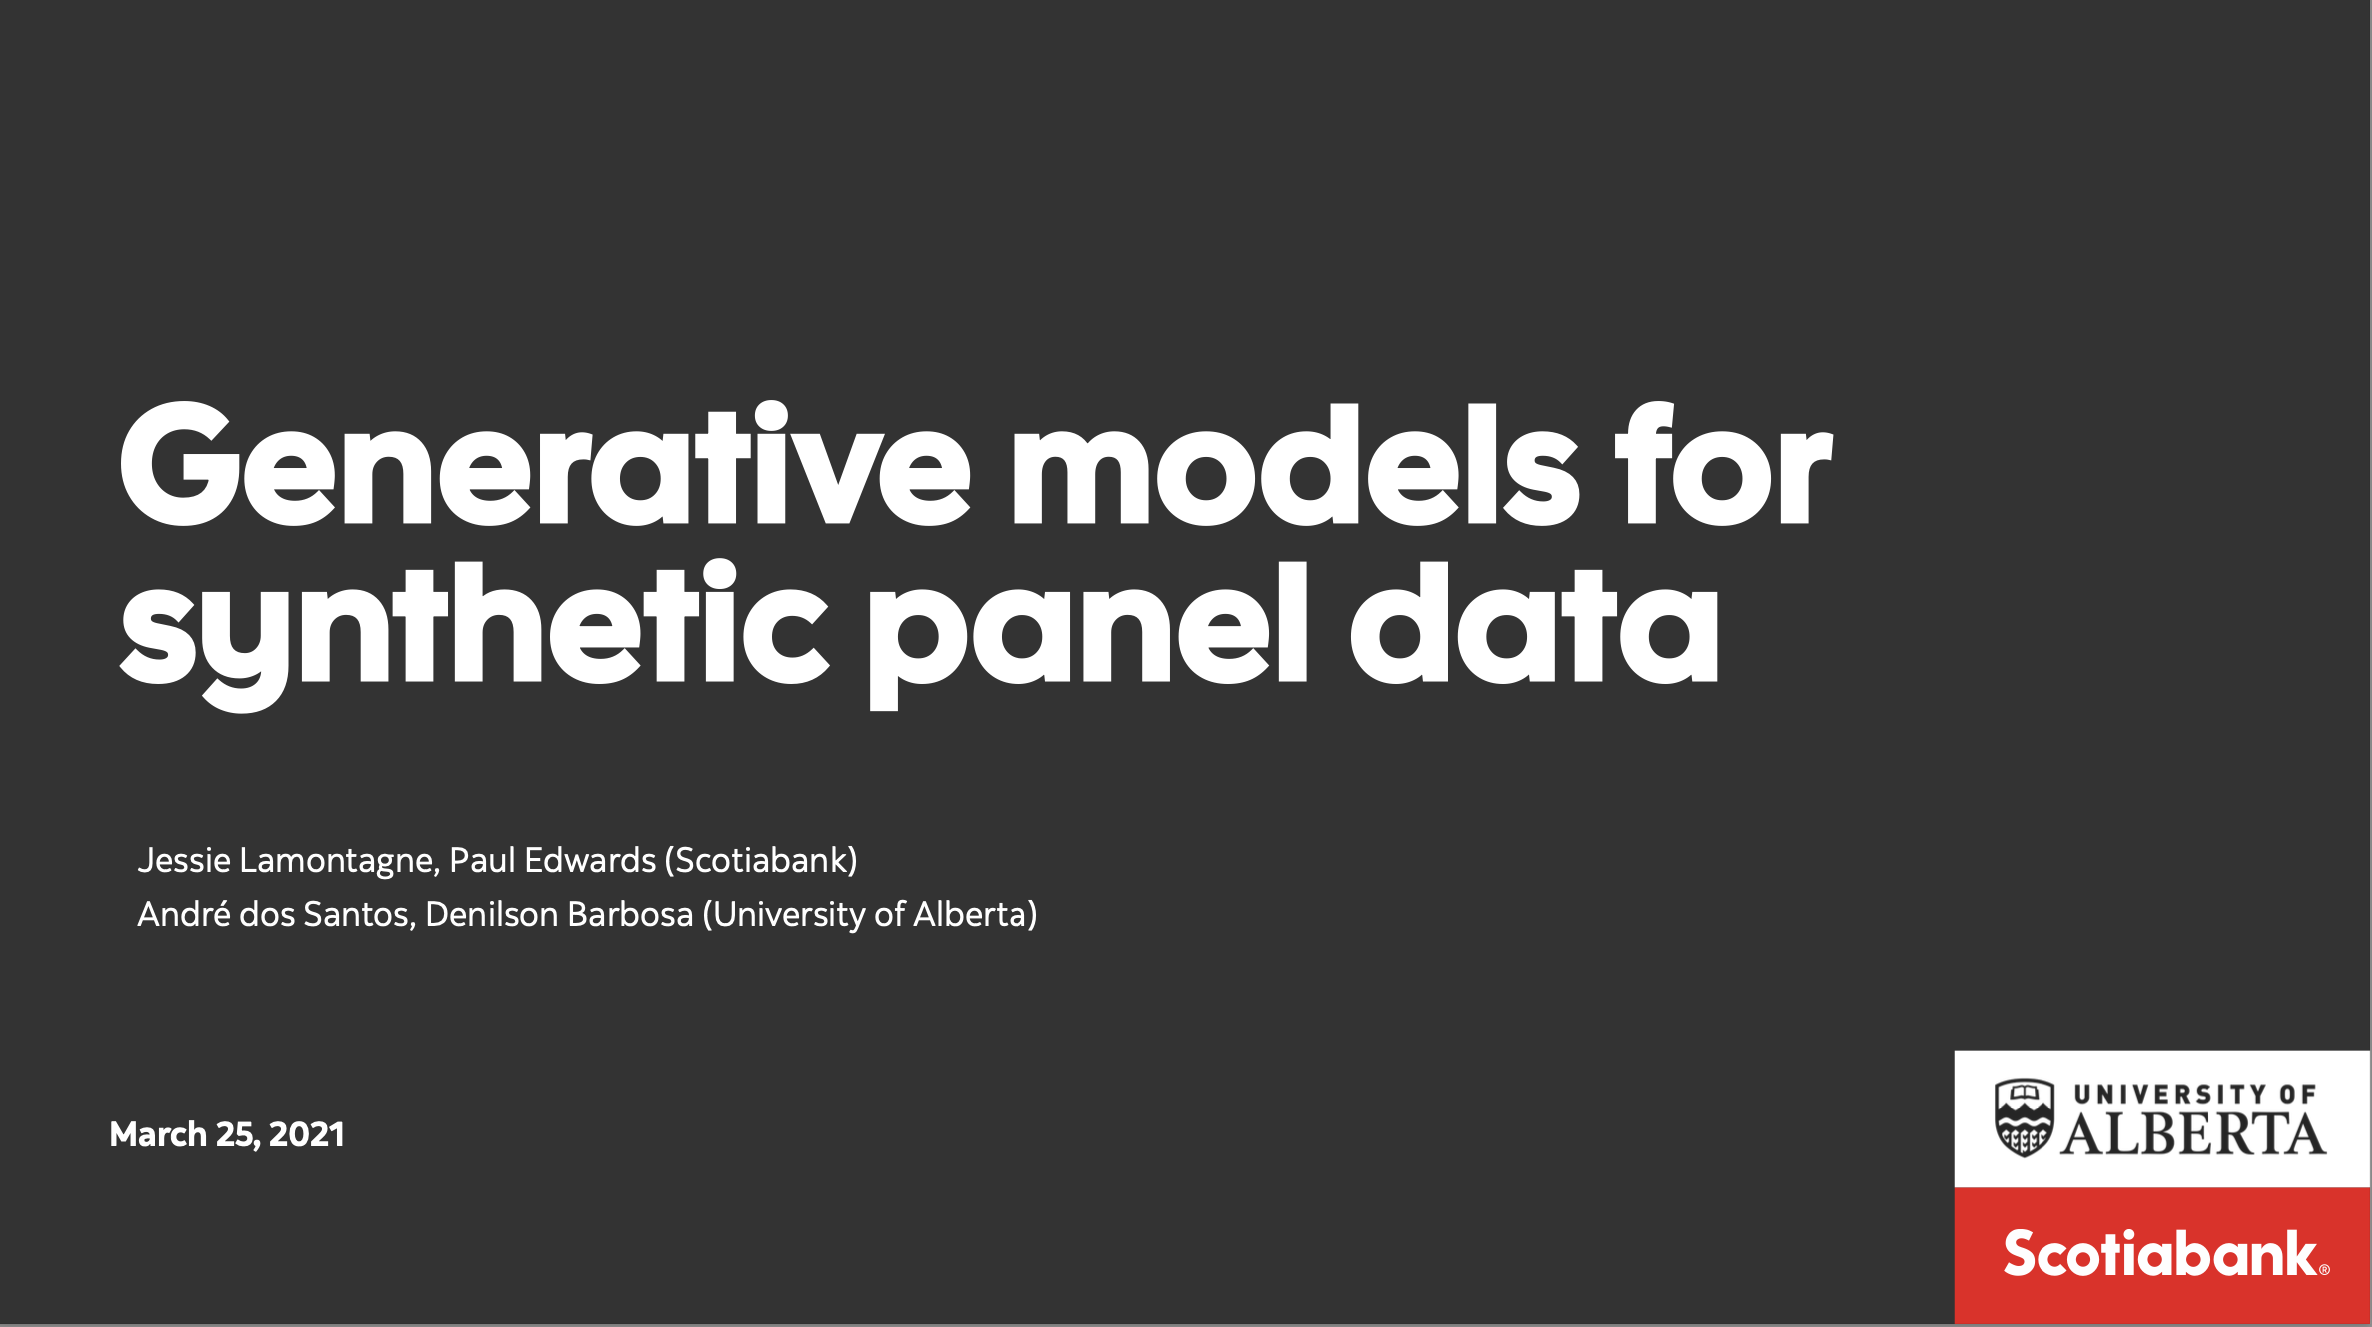 Generative models for
synthetic panel data
Jessie Lamontagne, Paul Edwards (Scotiabank)
André dos Santos, Denilson Barbosa (University of Alberta)
March 25, 2021
UNIVERSITY OF
ALBERTA
Scotiabank®